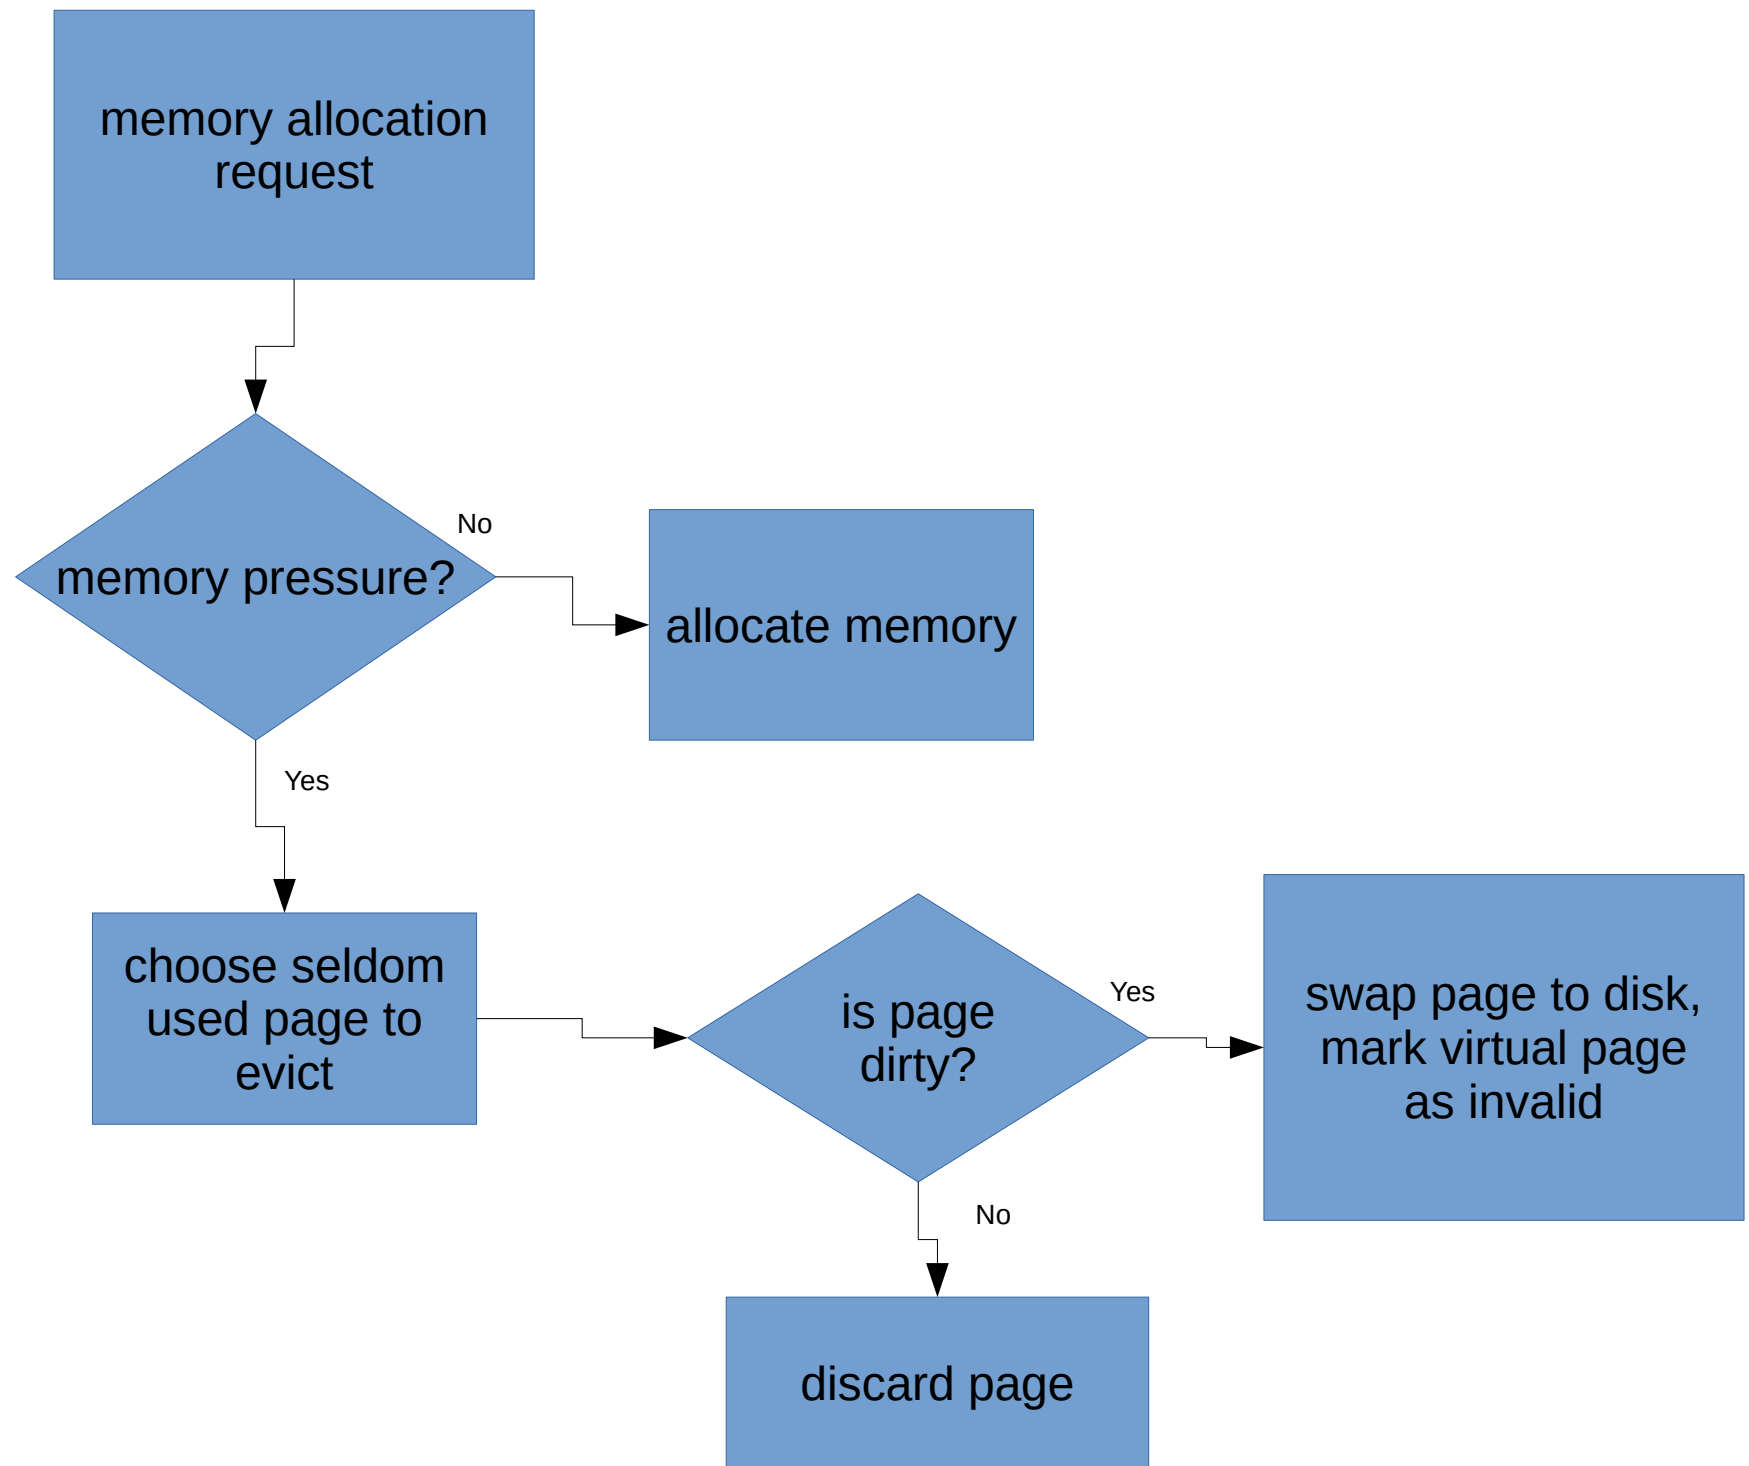 memory allocation
request
No
memory pressure?
allocate memory
Yes
choose seldom
used page to
evict
is page
dirty?
Yes
swap page to disk,
mark virtual page
as invalid
No
discard page